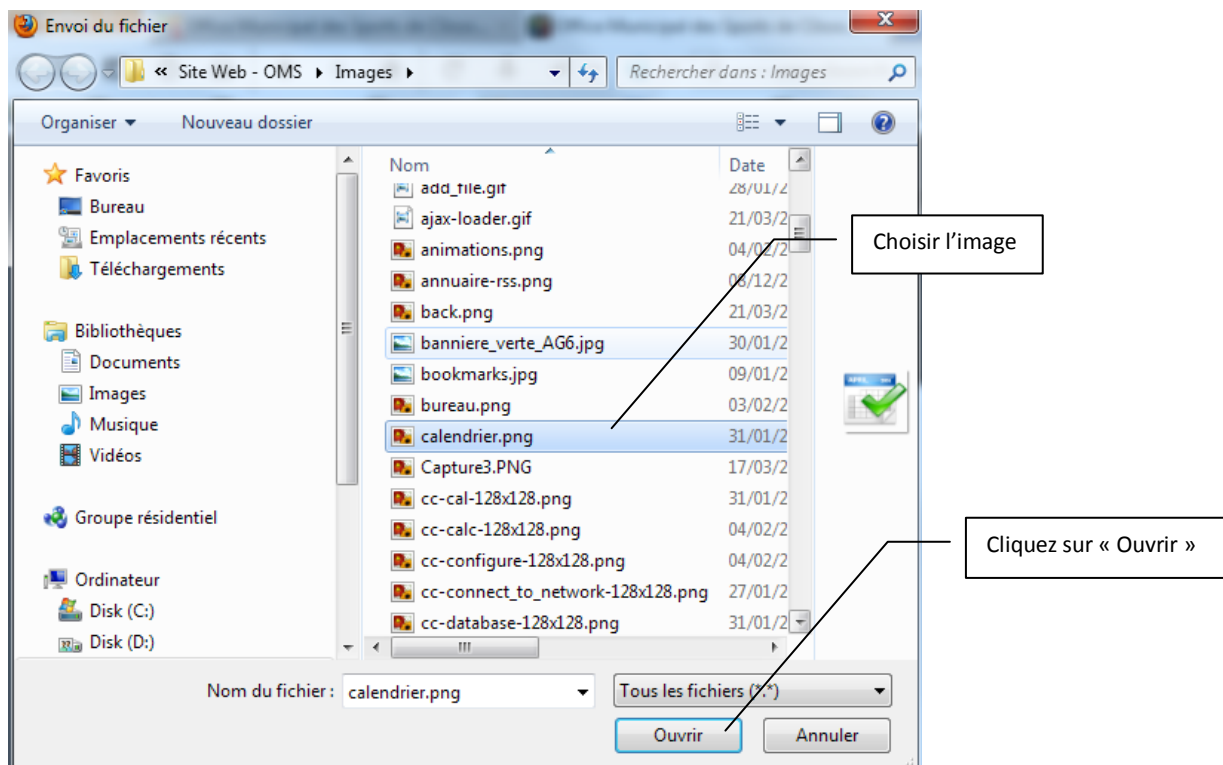 Envoi du fichier
« Site Web - OMS ▸ Images ▸
Rechercher dans : Images
Organiser
Nouveau dossier
Favoris
Bureau
Emplacements récents
Téléchargements
Bibliothèques
Documents
Images
Musique
Vidéos
Groupe résidentiel
Ordinateur
Disk (C:)
Disk (D:)
Nom Date
add_file.gif 28/01/2
ajax-loader.gif 21/03/2
animations.png 04/02/2
annuaire-rss.png 08/12/2
back.png 21/03/2
banniere_verte_AG6.jpg 30/01/2
bookmarks.jpg 09/01/2
bureau.png 03/02/2
calendrier.png 31/01/2
Capture3.PNG 17/03/2
cc-cal-128x128.png 31/01/2
cc-calc-128x128.png 04/02/2
cc-configure-128x128.png 04/02/2
cc-connect_to_network-128x128.png 27/01/2
cc-database-128x128.png 31/01/2
APRIL
Choisir l’image
Cliquez sur « Ouvrir »
Nom du fichier : calendrier.png
Tous les fichiers (*.*)
Ouvrir
Annuler